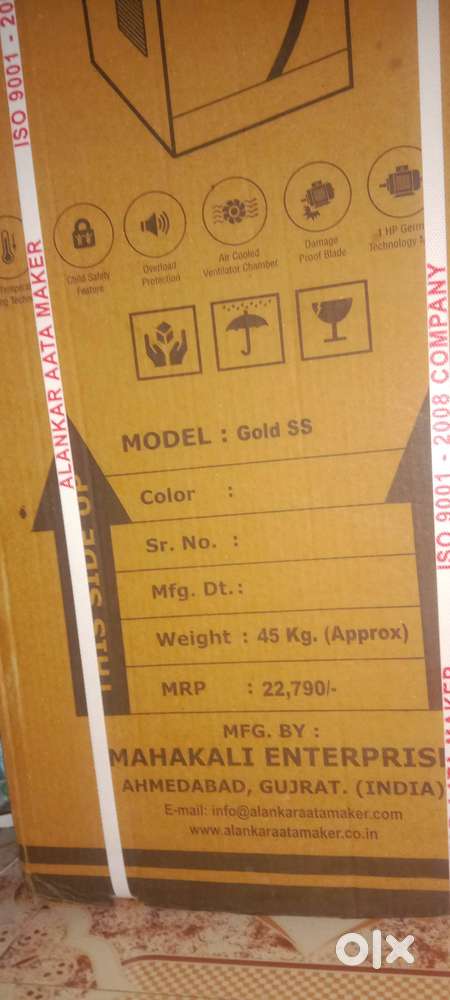 ISO 9001 - 20
ALANKAR AATA MAKER
ISO 9001 - 2008 COMPANY
Child Safety
Feature
Overload
Protection
Air Cooled
Ventilator Chamber
Damage
Proof Blade
1 HP Germ
Technology
MODEL : Gold SS
Color :
Sr. No. :
Mfg. Dt. :
Weight : 45 Kg. (Approx)
MRP : 22,790/-
THIS SIDE UP
MFG. BY :
MAHAKALI ENTERPRIS
AHMEDABAD, GUJRAT. (INDIA)
E-mail: info@alankaraatamaker.com
www.alankaraatamaker.co.in
olx